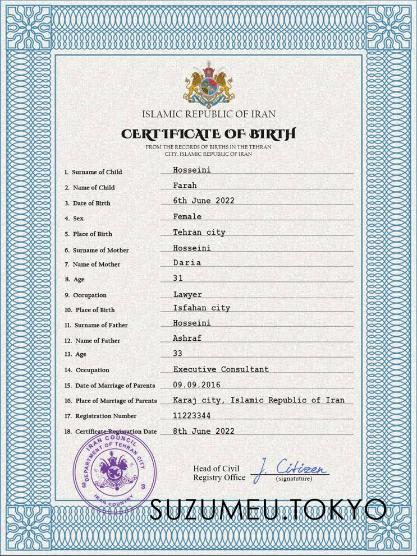 ISLAMIC REPUBLIC OF IRAN
CERTIFICATE OF BIRTH
FROM THE RECORDS OF BIRTHS IN THE TEHRAN
CITY, ISLAMIC REPUBLIC OF IRAN
1. Surname of Child Hosseini
2. Name of Child Farah
3. Date of Birth 6th June 2022
4. Sex Female
5. Place of Birth Tehran city
6. Surname of Mother Hosseini
7. Name of Mother Daria
8. Age 31
9. Occupation Lawyer
10. Place of Birth Isfahan city
11. Surname of Father Hosseini
12. Name of Father Ashraf
13. Age 33
14. Occupation Executive Consultant
15. Date of Marriage of Parents 09.09.2016
16. Place of Marriage of Parents Karaj city, Islamic Republic of Iran
17. Registration Number 11223344
18. Certificate Registration Date 8th June 2022
IRAN COUNCIL
DEPARTMENT OF TEHRAN CITY
3 3
IRAN COUNTRY
Head of Civil
Registry Office
J. Citizen
(signature)
SUZUMEU.TOKYO